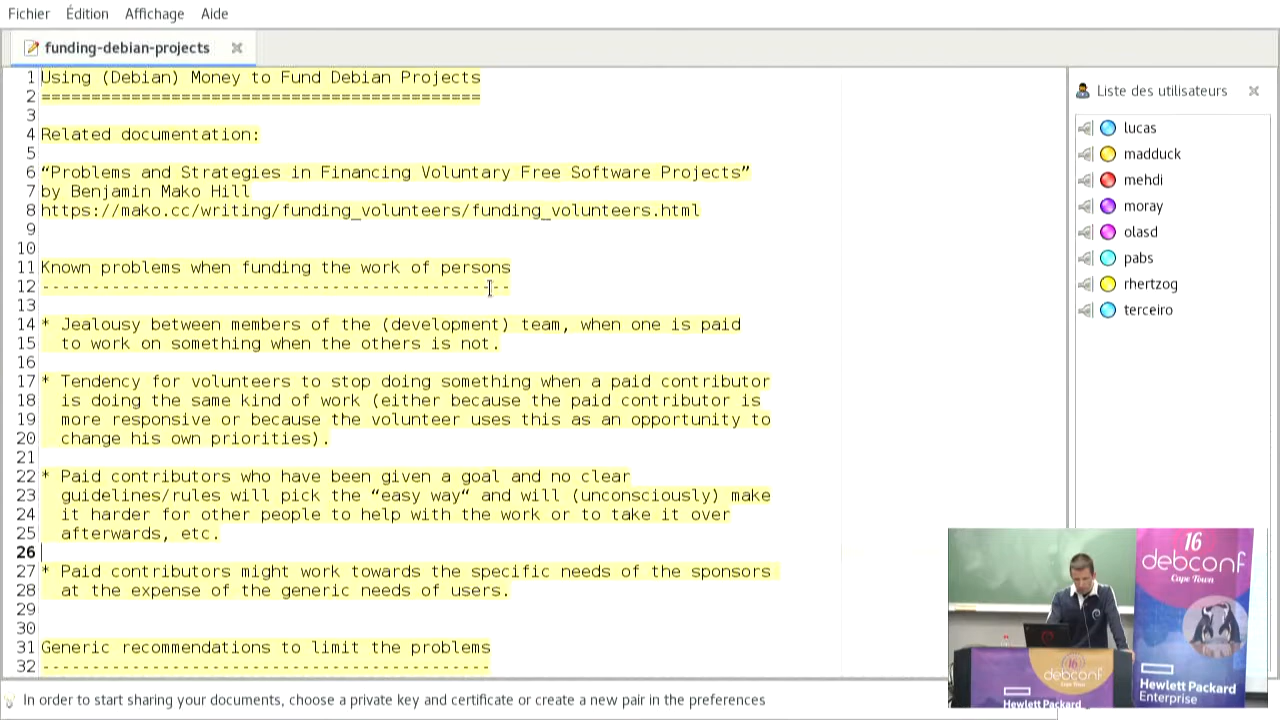 Fichier Édition Affichage Aide
funding-debian-projects
1 Using (Debian) Money to Fund Debian Projects
2 ============================================
3
4 Related documentation:
5
6 “Problems and Strategies in Financing Voluntary Free Software Projects”
7 by Benjamin Mako Hill
8 https://mako.cc/writing/funding_volunteers/funding_volunteers.html
9
10
11 Known problems when funding the work of persons
12 -----------------------------------------------
13
14 * Jealousy between members of the (development) team, when one is paid
15 to work on something when the others is not.
16
17 * Tendency for volunteers to stop doing something when a paid contributor
18 is doing the same kind of work (either because the paid contributor is
19 more responsive or because the volunteer uses this as an opportunity to
20 change his own priorities).
21
22 * Paid contributors who have been given a goal and no clear
23 guidelines/rules will pick the “easy way“ and will (unconsciously) make
24 it harder for other people to help with the work or to take it over
25 afterwards, etc.
26
27 * Paid contributors might work towards the specific needs of the sponsors
28 at the expense of the generic needs of users.
29
30
31 Generic recommendations to limit the problems
32 ---------------------------------------------
Liste des utilisateurs
lucas
madduck
mehdi
moray
olasd
pabs
rhertzog
terceiro
16
debconf
Cape Town
Hewlett Packard
Enterprise
16
debconf
Cape Town
Hewlett Packard
In order to start sharing your documents, choose a private key and certificate or create a new pair in the preferences